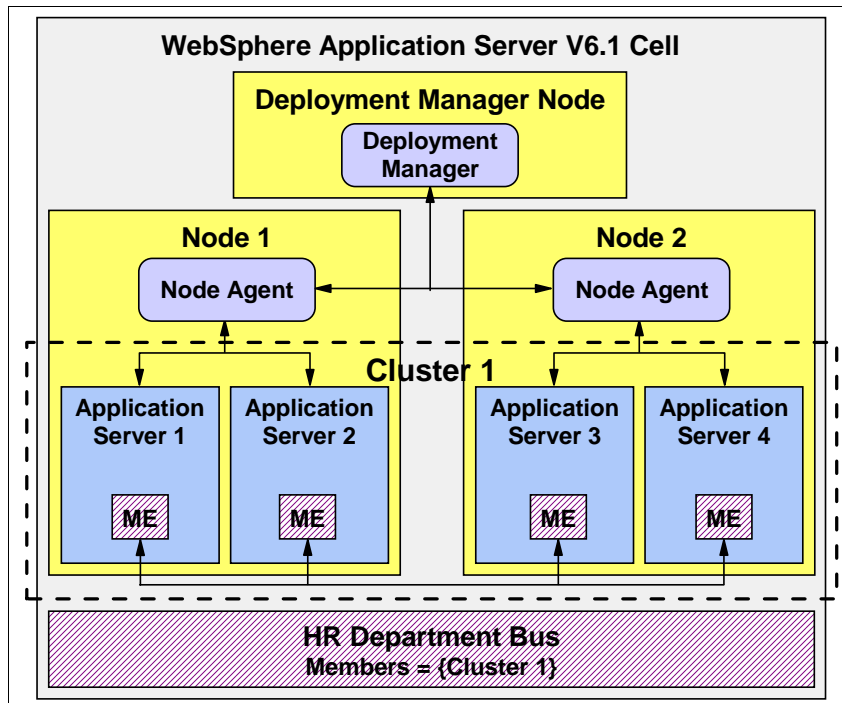 WebSphere Application Server V6.1 Cell
Deployment Manager Node
Deployment
Manager
Node 1
Node 2
Node Agent
Node Agent
Cluster 1
Application
Server 1
Application
Server 2
Application
Server 3
Application
Server 4
ME
ME
ME
ME
HR Department Bus
Members = {Cluster 1}